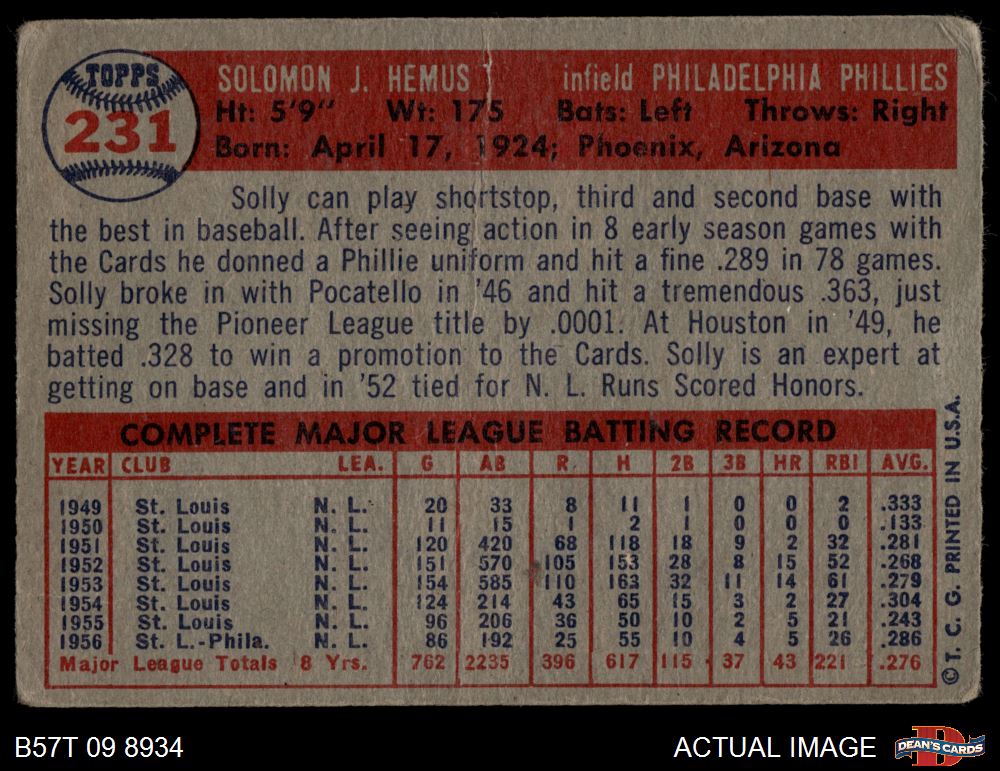 TOPPS
231
SOLOMON J. HEMUS infield PHILADELPHIA PHILLIES
Ht: 5'9" Wt: 175 Bats: Left Throws: Right
Born: April 17, 1924; Phoenix, Arizona
Solly can play shortstop, third and second base with
the best in baseball. After seeing action in 8 early season games with
the Cards he donned a Phillie uniform and hit a fine .289 in 78 games.
Solly broke in with Pocatello in '46 and hit a tremendous .363, just
missing the Pioneer League title by .0001. At Houston in '49, he
batted .328 to win a promotion to the Cards. Solly is an expert at
getting on base and in '52 tied for N. L. Runs Scored Honors.
COMPLETE MAJOR LEAGUE BATTING RECORD
YEAR CLUB LEA. G AB R H 2B 3B HR RBI AVG.
1949 St. Louis N. L. 20 33 8 11 1 0 0 2 .333
1950 St. Louis N. L. 11 15 1 2 1 0 0 0 .133
1951 St. Louis N. L. 120 420 68 118 18 9 2 32 .281
1952 St. Louis N. L. 151 570 105 153 28 8 15 52 .268
1953 St. Louis N. L. 154 585 110 163 32 11 14 61 .279
1954 St. Louis N. L. 124 214 43 65 15 3 2 27 .304
1955 St. Louis N. L. 96 206 36 50 10 2 5 21 .243
1956 St. L.-Phila. N. L. 86 192 25 55 10 4 5 26 .286
Major League Totals 8 Yrs. 762 2235 396 617 115 37 43 221 .276
© T. C. G. PRINTED IN U.S.A.
B57T 09 8934
ACTUAL IMAGE
DEAN'S CARDS